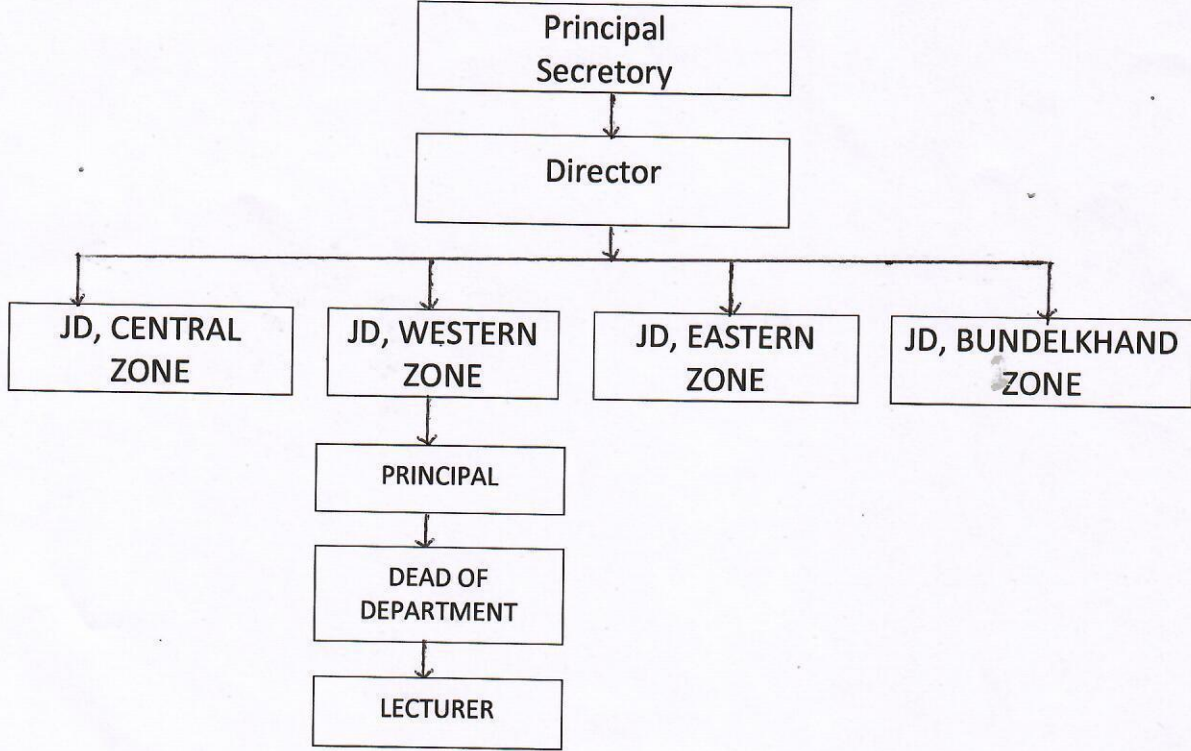 Principal
Secretory
Director
JD, CENTRAL
ZONE
JD, WESTERN
ZONE
JD, EASTERN
ZONE
JD, BUNDELKHAND
ZONE
PRINCIPAL
DEAD OF
DEPARTMENT
LECTURER